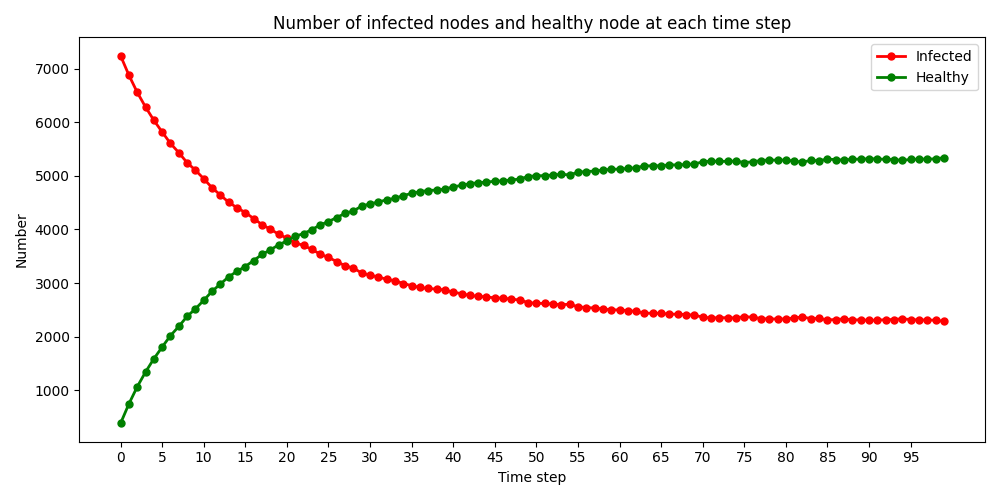 Number of infected nodes and healthy node at each time step
Infected
Healthy
Number
7000
6000
5000
4000
3000
2000
1000
0 5 10 15 20 25 30 35 40 45 50 55 60 65 70 75 80 85 90 95
Time step